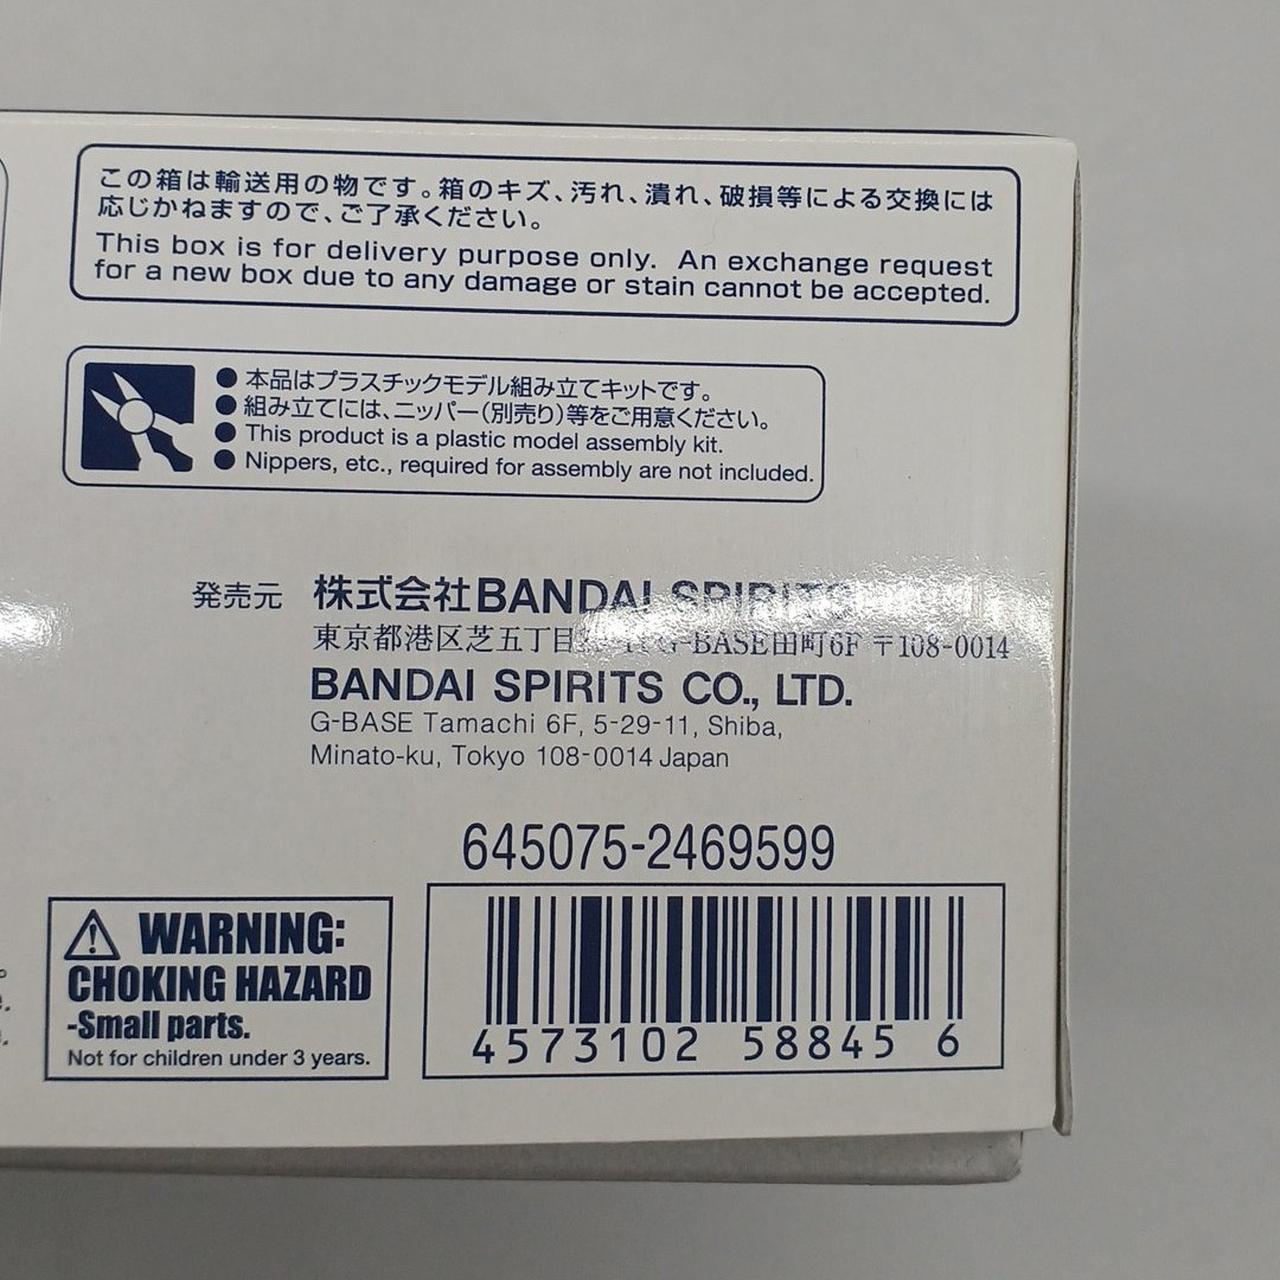 この箱は輸送用の物です。箱のキズ、汚れ、潰れ、破損等による交換には
応じかねますので、ご了承ください。
This box is for delivery purpose only. An exchange request
for a new box due to any damage or stain cannot be accepted.
●本品はプラスチックモデル組み立てキットです。
●組み立てには、ニッパー(別売り)等をご用意ください。
●This product is a plastic model assembly kit.
●Nippers, etc., required for assembly are not included.
発売元 株式会社BANDAI SPIRITS
東京都港区芝五丁目 G-BASE田町6F 〒108-0014
BANDAI SPIRITS CO., LTD.
G-BASE Tamachi 6F, 5-29-11, Shiba,
Minato-ku, Tokyo 108-0014 Japan
645075-2469599
WARNING:
CHOKING HAZARD
-Small parts.
Not for children under 3 years.
4573102 58845 6